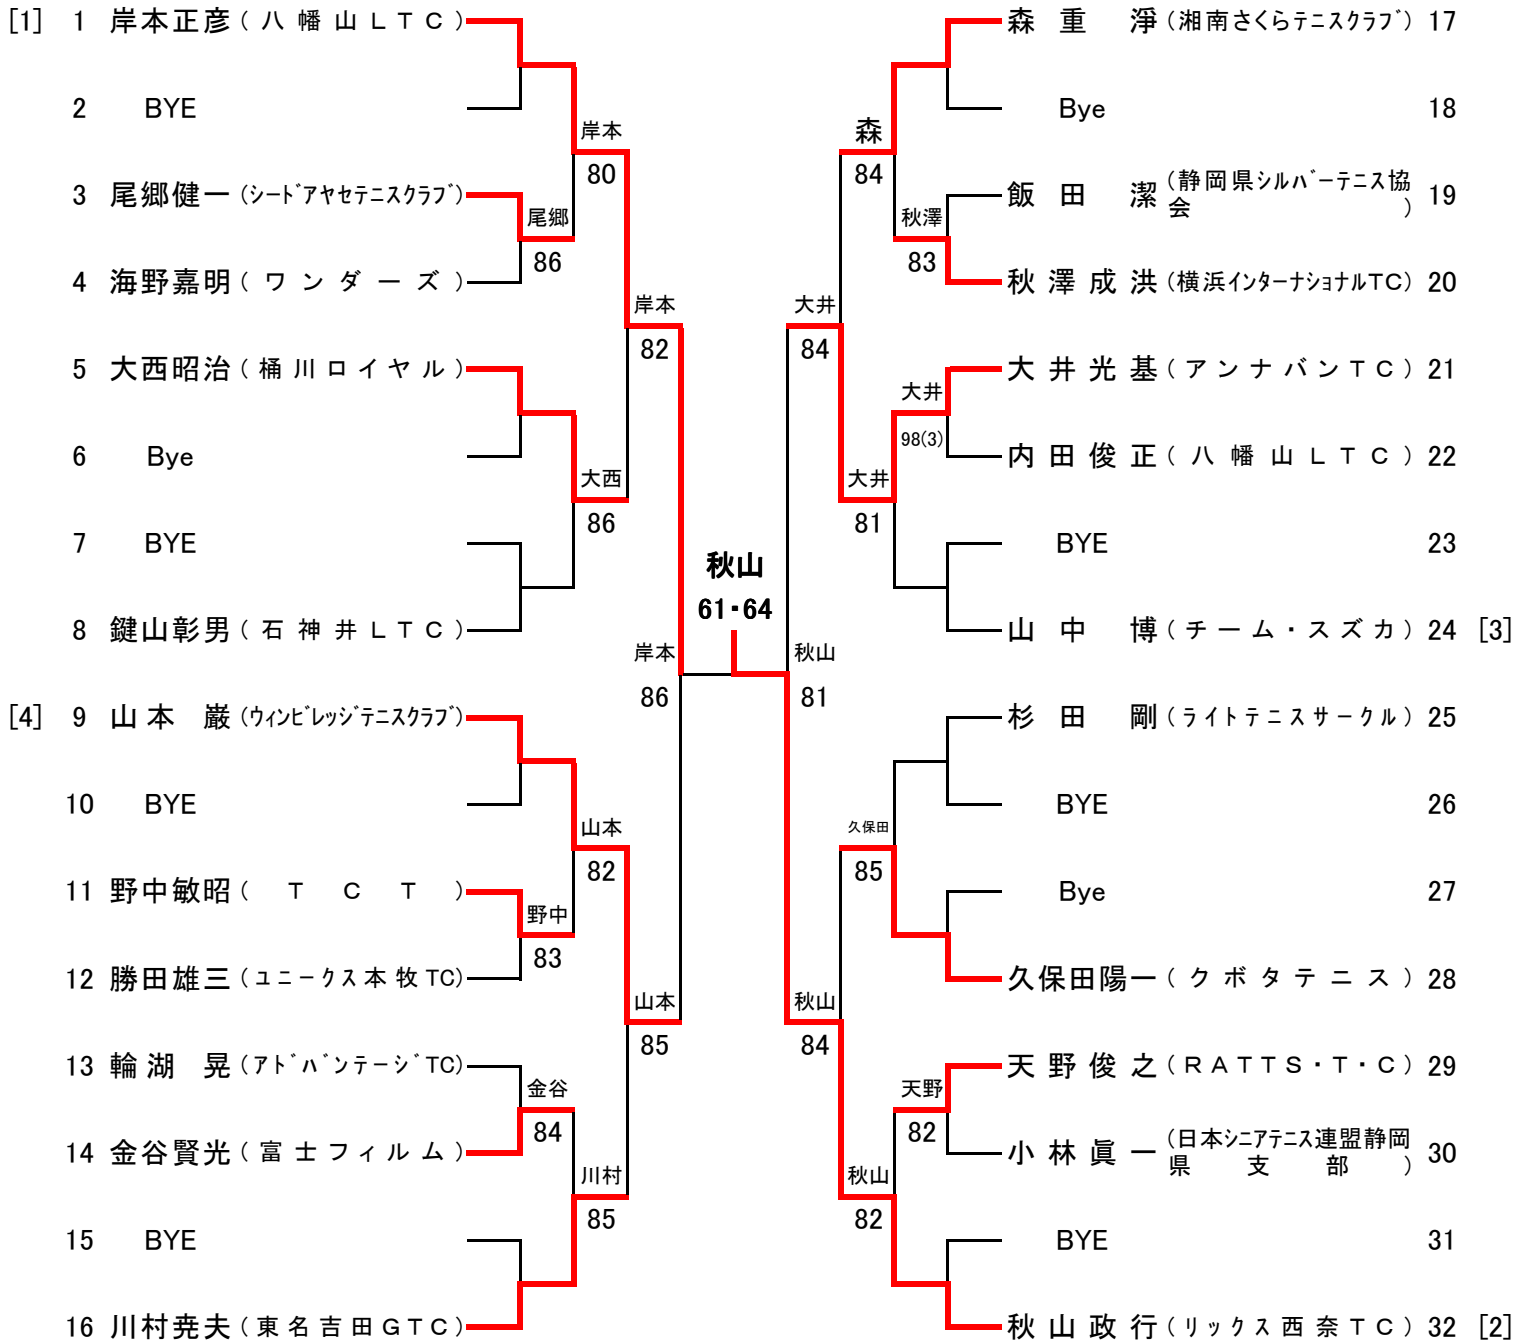 [1] 1 岸本正彦 (八幡山LTC)
2 BYE
岸本
80
3 尾郷健一 (シードアヤセテニスクラブ)
尾郷
86
4 海野嘉明 (ワンダーズ)
岸本
82
5 大西昭治 (桶川ロイヤル)
6 Bye
大西
86
7 BYE
8 鍵山彰男 (石神井LTC)
岸本
86
[4] 9 山本 巌 (ウィンビレッジテニスクラブ)
10 BYE
山本
82
11 野中敏昭 (TCT)
野中
83
12 勝田雄三 (ユニークス本牧TC)
山本
85
13 輪湖 晃 (アドバンテージTC)
金谷
84
14 金谷賢光 (富士フィルム)
川村
85
15 BYE
16 川村尭夫 (東名吉田GTC)
秋山
61・64
森重 淨 (湘南さくらテニスクラブ) 17
Bye 18
森
84
飯田 潔 (静岡県シルバーテニス協会) 19
秋澤
83
秋澤成洪 (横浜インターナショナルTC) 20
大井
84
大井光基 (アンナバンTC) 21
大井
98(3)
内田俊正 (八幡山LTC) 22
大井
81
BYE 23
山中 博 (チーム・スズカ) 24 [3]
秋山
81
杉田 剛 (ライトテニスサークル) 25
BYE 26
久保田
85
Bye 27
久保田陽一 (クボタテニス) 28
秋山
84
天野俊之 (RATTS・T・C) 29
天野
82
小林眞一 (日本シニアテニス連盟静岡県支部) 30
秋山
82
BYE 31
秋山政行 (リックス西奈TC) 32 [2]